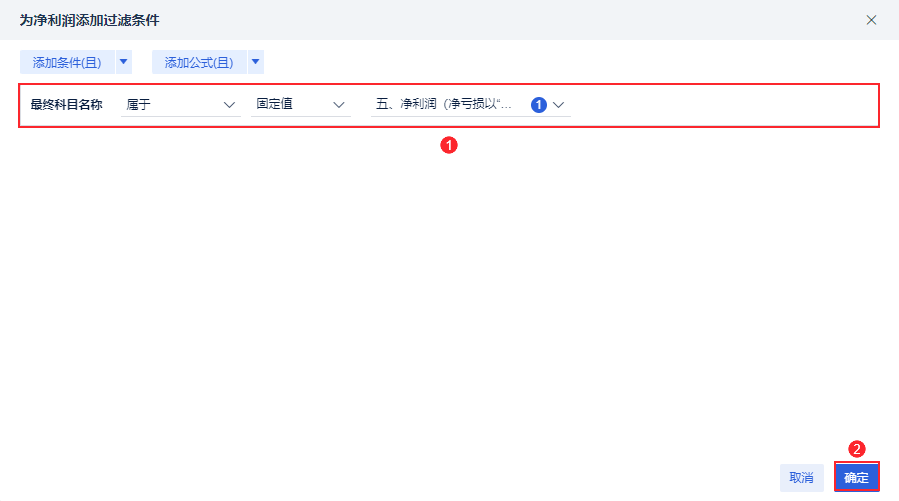 为净利润添加过滤条件
添加条件(且) 添加公式(且)
最终科目名称 属于 固定值 五、净利润（净亏损以“... 1
1
2
取消 确定